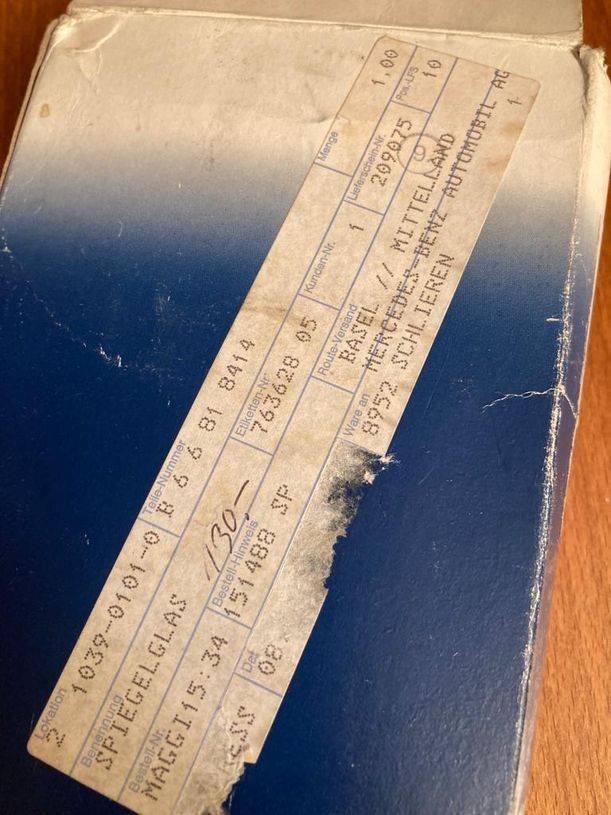 Lokation Teile-Nummer Menge
2 1039-0101-0 B 6 6 81 8414 1,00
Benennung Etiketten-Nr. Kunden-Nr. Lieferschein-Nr. Pos.-LFS
SPIEGELGLAS 130.- 763628 05 1 209075 10
Bestell-Nr. Bestell-Hinweis Route-Versand
MAGGI15:34 151488 SP BASEL // MITTELLAND
Dat Ware an
08 MERCEDES-BENZ AUTOMOBIL AG
8952 SCHLIEREN 1